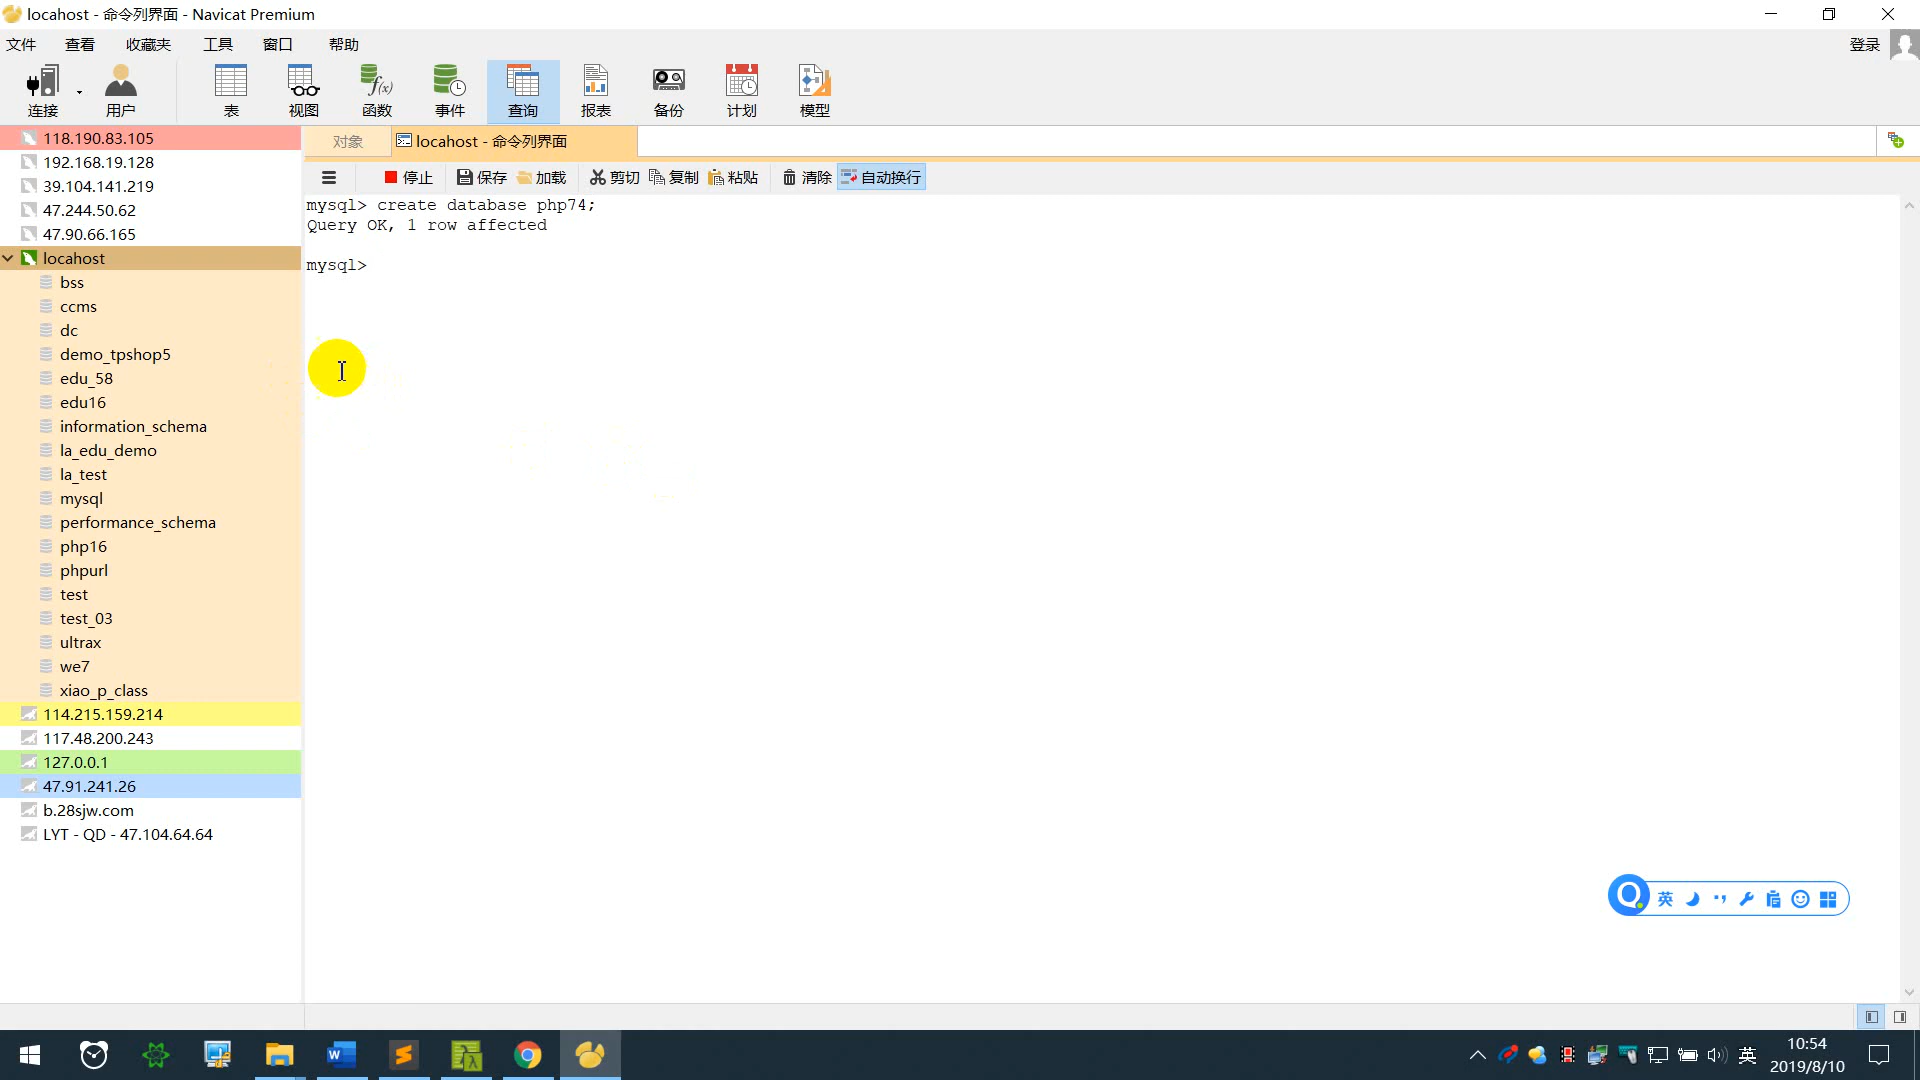 locahost - 命令列界面 - Navicat Premium
文件 查看 收藏夹 工具 窗口 帮助 登录
连接 用户 表 视图 函数 事件 查询 报表 备份 计划 模型
对象 locahost - 命令列界面
停止 保存 加载 剪切 复制 粘贴 清除 自动换行
118.190.83.105
192.168.19.128
39.104.141.219
47.244.50.62
47.90.66.165
locahost
bss
ccms
dc
demo_tpshop5
edu_58
edu16
information_schema
la_edu_demo
la_test
mysql
performance_schema
php16
phpurl
test
test_03
ultrax
we7
xiao_p_class
114.215.159.214
117.48.200.243
127.0.0.1
47.91.241.26
b.28sjw.com
LYT - QD - 47.104.64.64
mysql> create database php74;
Query OK, 1 row affected
mysql>
英
英
10:54
2019/8/10